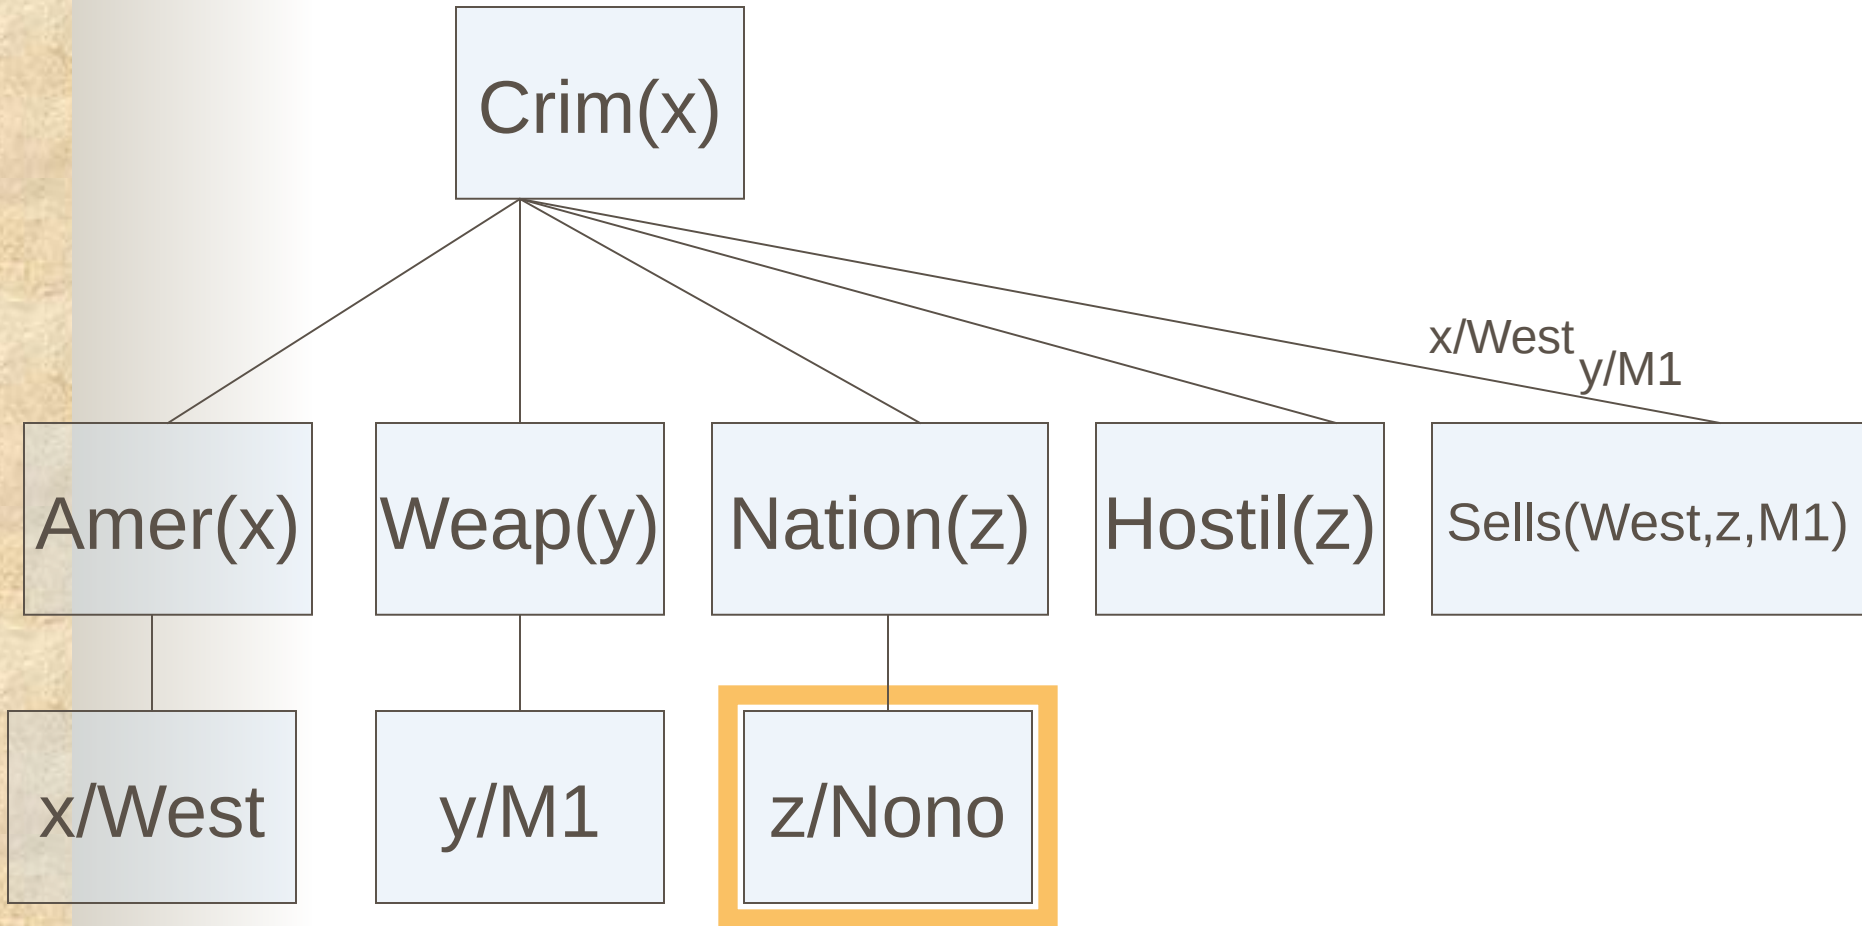 Crim(x)
x/West
y/M1
Amer(x)
Weap(y)
Nation(z)
Hostil(z)
Sells(West,z,M1)
x/West
y/M1
z/Nono